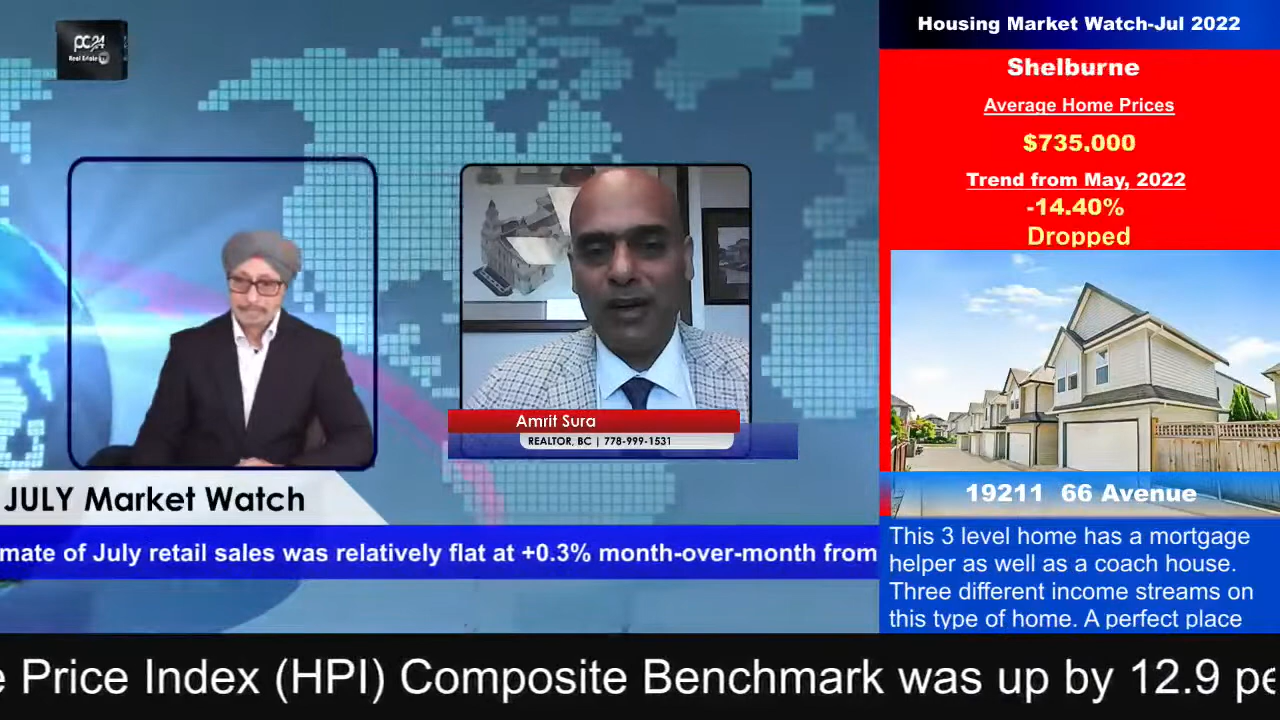 pc24
Real Estate TV
Housing Market Watch-Jul 2022
Shelburne
Average Home Prices
$735,000
Trend from May, 2022
-14.40%
Dropped
Amrit Sura
REALTOR, BC | 778-999-1531
JULY Market Watch
19211 66 Avenue
mate of July retail sales was relatively flat at +0.3% month-over-month from
This 3 level home has a mortgage
helper as well as a coach house.
Three different income streams on
this type of home. A perfect place
e Price Index (HPI) Composite Benchmark was up by 12.9 pe